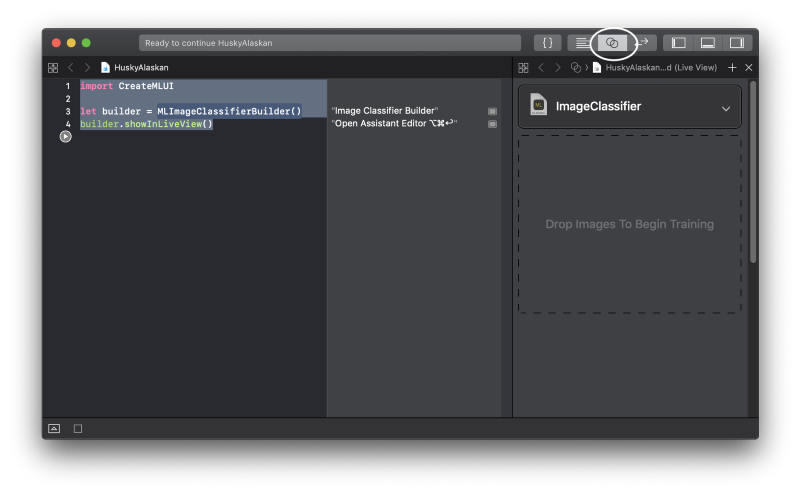 Ready to continue HuskyAlaskan
{ }
HuskyAlaskan
HuskyAlaskan...d (Live View)
1 import CreateMLUI
2
3 let builder = MLImageClassifierBuilder()
4 builder.showInLiveView()
"Image Classifier Builder"
"Open Assistant Editor ⌥⌘↩"
ML
ImageClassifier
Drop Images To Begin Training